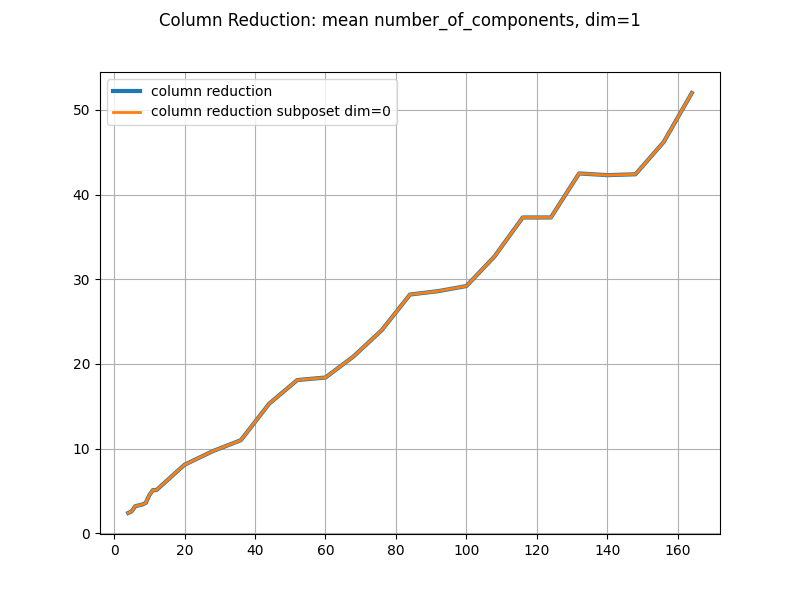 Column Reduction: mean number_of_components, dim=1
column reduction
column reduction subposet dim=0
50
40
30
20
10
0
0 20 40 60 80 100 120 140 160